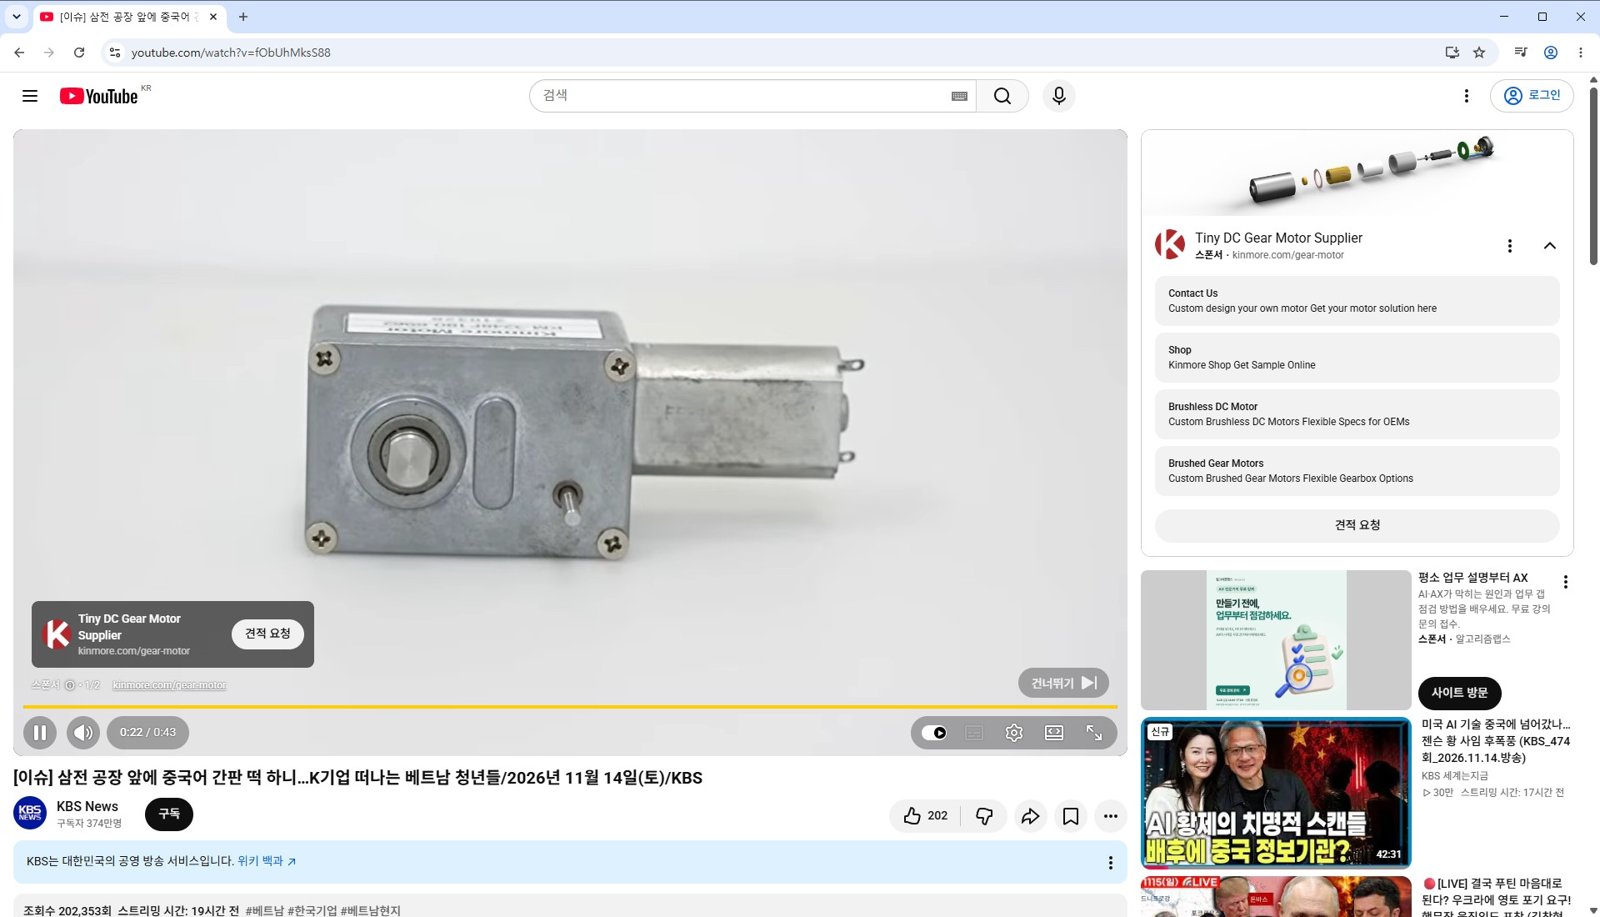 [이슈] 삼전 공장 앞에 중국어 간
youtube.com/watch?v=fObUhMksS88
YouTube KR
검색
로그인
Kinmore Motor
Tiny DC Gear Motor
Supplier
kinmore.com/gear-motor
견적 요청
스폰서 · 1/2 kinmore.com/gear-motor
건너뛰기
0:22 / 0:43
[이슈] 삼전 공장 앞에 중국어 간판 떡 하니...K기업 떠나는 베트남 청년들/2026년 11월 14일(토)/KBS
KBS NEWS
KBS News
구독자 374만명
구독
202
KBS는 대한민국의 공영 방송 서비스입니다. 위키 백과
조회수 202,353회 스트리밍 시간: 19시간 전 #베트남 #한국기업 #베트남현지
Tiny DC Gear Motor Supplier
스폰서 · kinmore.com/gear-motor
Contact Us
Custom design your own motor Get your motor solution here
Shop
Kinmore Shop Get Sample Online
Brushless DC Motor
Custom Brushless DC Motors Flexible Specs for OEMs
Brushed Gear Motors
Custom Brushed Gear Motors Flexible Gearbox Options
견적 요청
만들기 전에,
업무부터 점검하세요.
평소 업무 설명부터 AX
AI·AX가 막히는 원인과 업무 갭
점검 방법을 배우세요. 무료 강의
문의 접수.
스폰서 · 알고리즘랩스
사이트 방문
신규
AI 황제의 치명적 스캔들
배후에 중국 정보기관?
42:31
미국 AI 기술 중국에 넘어갔나...
젠슨 황 사임 후폭풍 (KBS_474
회_2026.11.14.방송)
KBS 세계는지금
30만 스트리밍 시간: 17시간 전
1115(일) LIVE
돈바스
[LIVE] 결국 푸틴 마음대로
된다? 우크라에 영토 포기 요구!